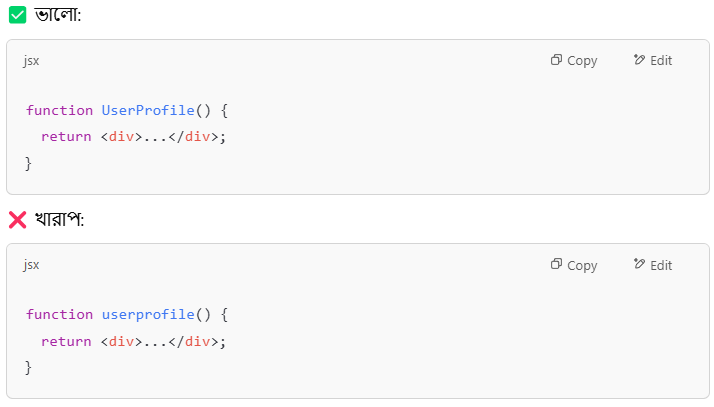 ✅ ভালো:
jsx Copy Edit
function UserProfile() {
  return <div>...</div>;
}
❌ খারাপ:
jsx Copy Edit
function userprofile() {
  return <div>...</div>;
}